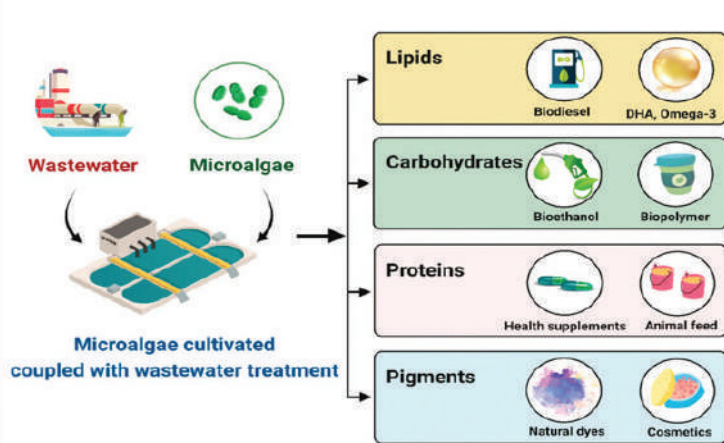 Wastewater
Microalgae
Microalgae cultivated
coupled with wastewater treatment
Lipids
Biodiesel
DHA, Omega-3
Carbohydrates
Bioethanol
Biopolymer
Proteins
Health supplements
Animal feed
Pigments
Natural dyes
Cosmetics